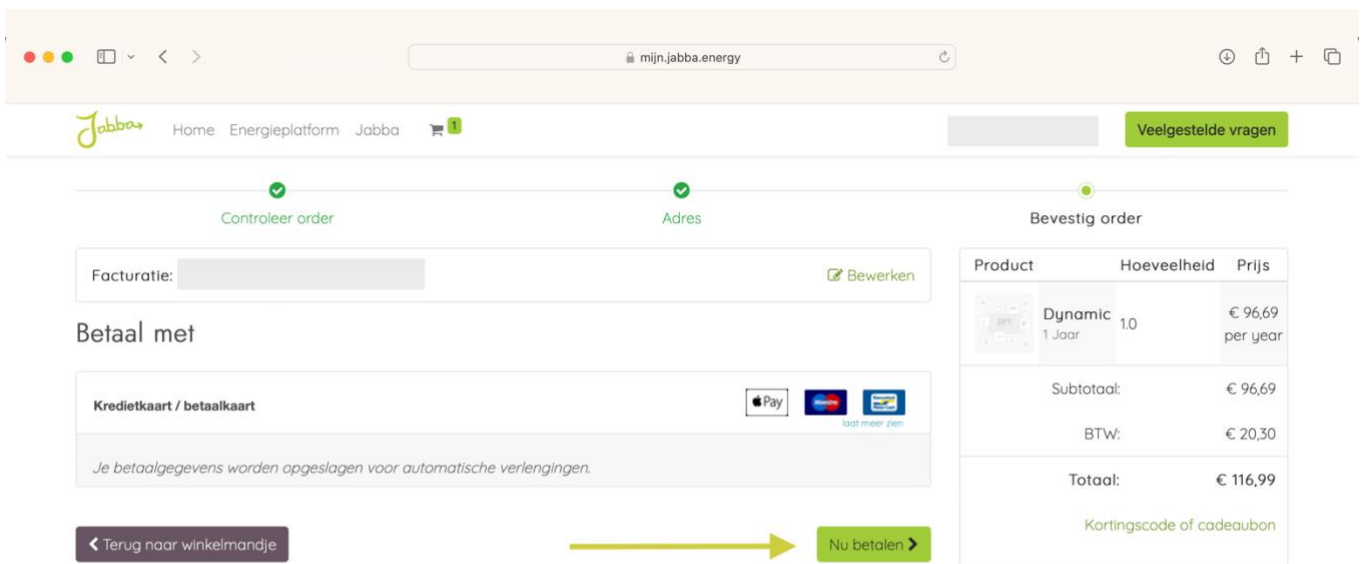 mijn.jabba.energy
Jabba Home Energieplatform Jabba 1 Veelgestelde vragen
Controleer order Adres Bevestig order
Facturatie: Bewerken
Product Hoeveelheid Prijs
Dynamic 1.0 € 96,69
1 Jaar per year
Betaal met
Subtotaal: € 96,69
Kredietkaart / betaalkaart Pay Maestro
laat meer zien
BTW: € 20,30
Je betaalgegevens worden opgeslagen voor automatische verlengingen.
Totaal: € 116,99
Kortingscode of cadeaubon
Terug naar winkelmandje Nu betalen